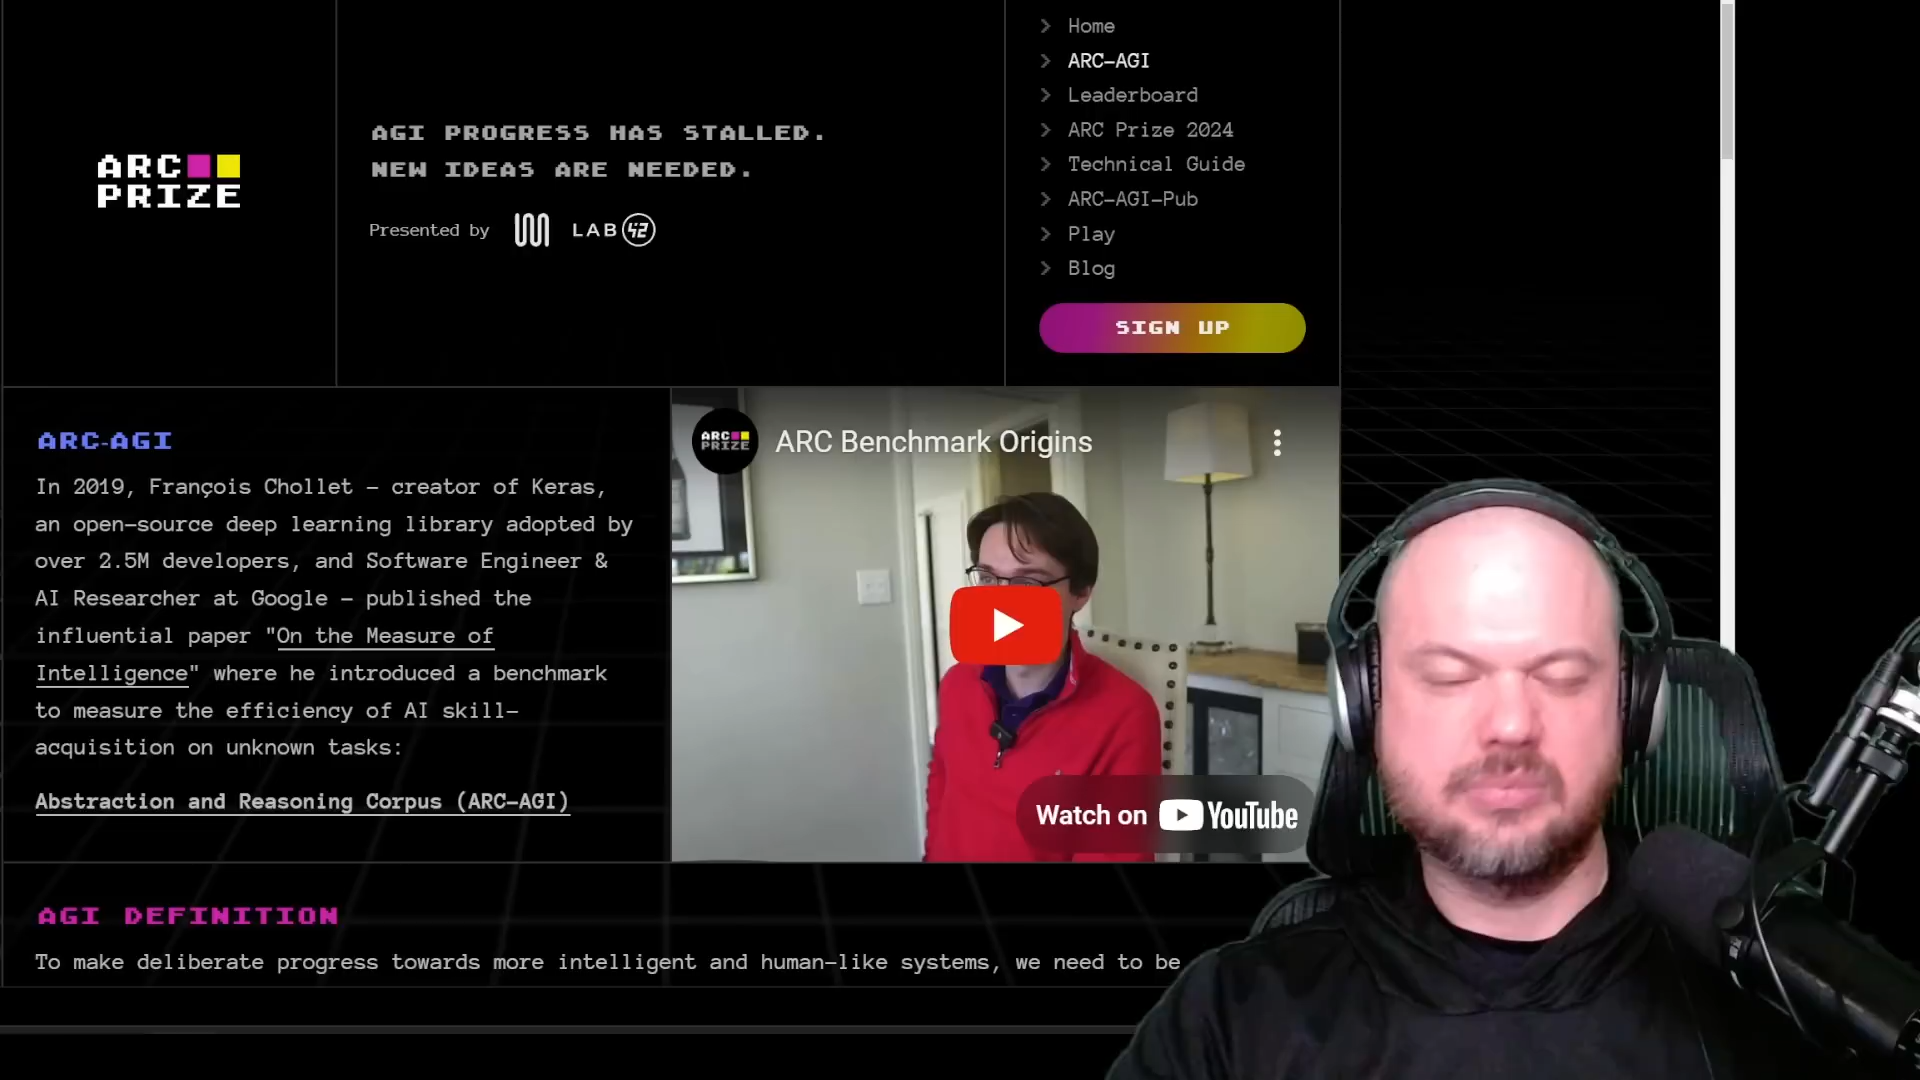 ARC
PRIZE
AGI PROGRESS HAS STALLED.
NEW IDEAS ARE NEEDED.
Presented by
LAB 42
Home
ARC-AGI
Leaderboard
ARC Prize 2024
Technical Guide
ARC-AGI-Pub
Play
Blog
SIGN UP
ARC-AGI
In 2019, François Chollet – creator of Keras,
an open-source deep learning library adopted by
over 2.5M developers, and Software Engineer &
AI Researcher at Google – published the
influential paper "On the Measure of
Intelligence" where he introduced a benchmark
to measure the efficiency of AI skill-
acquisition on unknown tasks:
Abstraction and Reasoning Corpus (ARC-AGI)
ARC
PRIZE
ARC Benchmark Origins
Watch on YouTube
AGI DEFINITION
To make deliberate progress towards more intelligent and human-like systems, we need to be